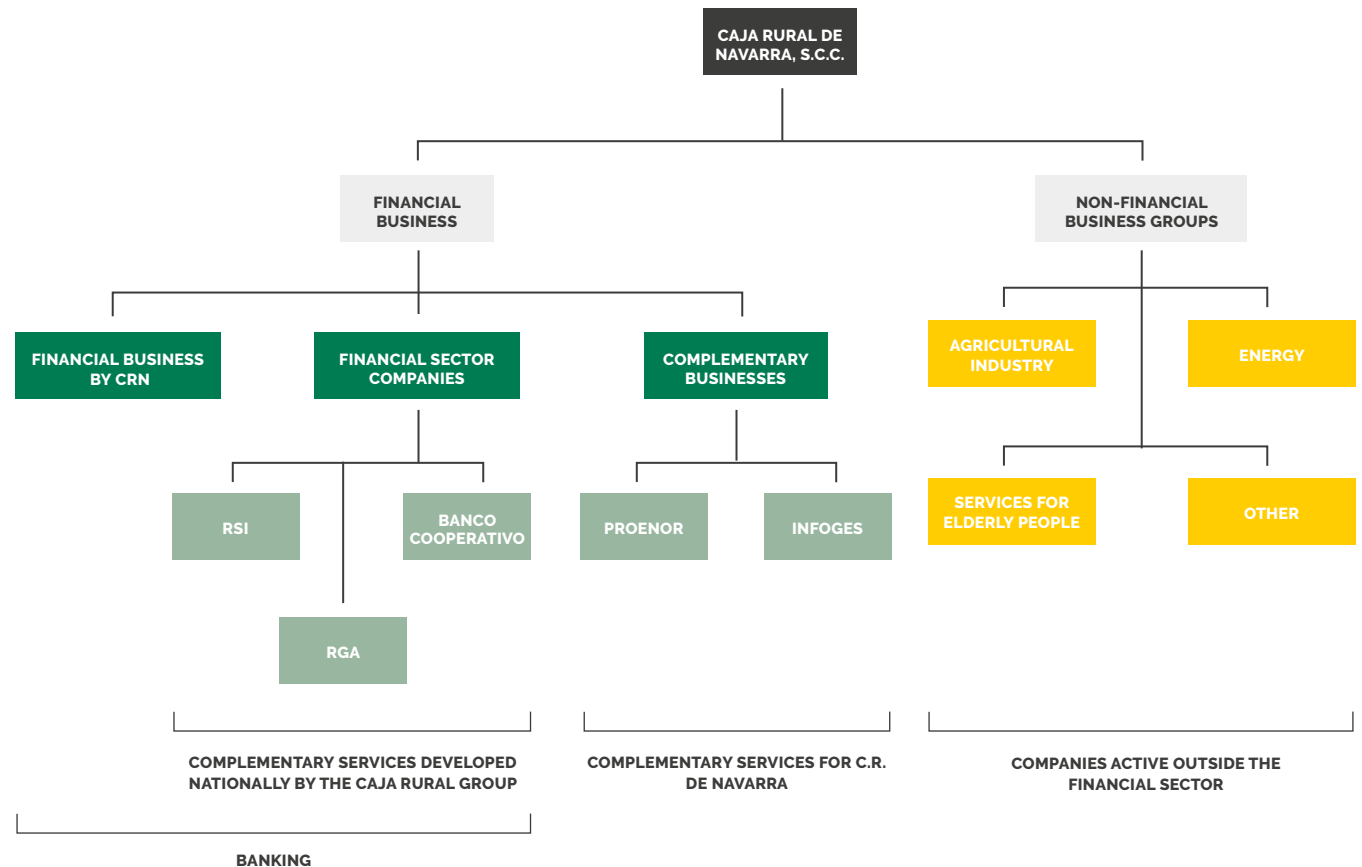 CAJA RURAL DE
NAVARRA, S.C.C.
FINANCIAL
BUSINESS
NON-FINANCIAL
BUSINESS GROUPS
FINANCIAL BUSINESS
BY CRN
FINANCIAL SECTOR
COMPANIES
COMPLEMENTARY
BUSINESSES
AGRICULTURAL
INDUSTRY
ENERGY
RSI
BANCO
COOPERATIVO
PROENOR
INFOGES
SERVICES FOR
ELDERLY PEOPLE
OTHER
RGA
COMPLEMENTARY SERVICES DEVELOPED
NATIONALLY BY THE CAJA RURAL GROUP
COMPLEMENTARY SERVICES FOR C.R.
DE NAVARRA
COMPANIES ACTIVE OUTSIDE THE
FINANCIAL SECTOR
BANKING